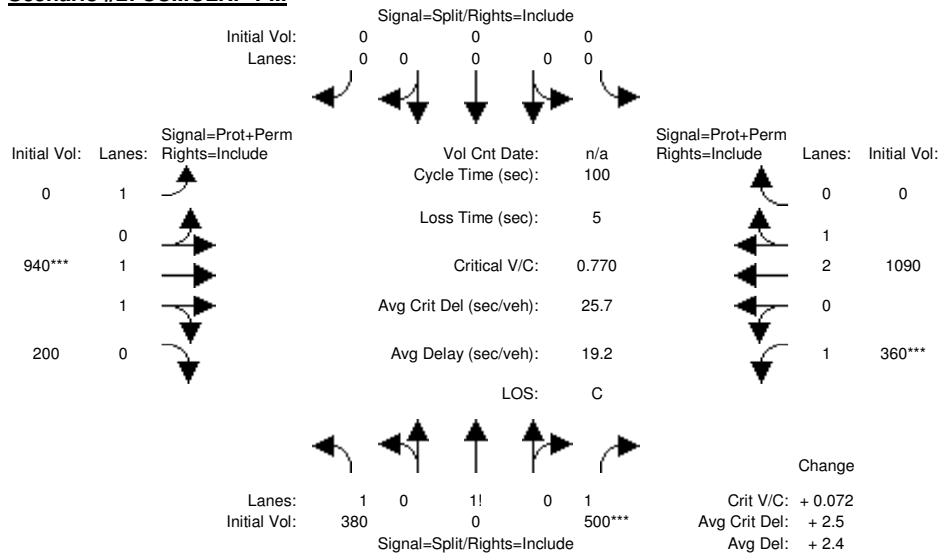 Signal=Split/Rights=Include
Initial Vol: 0 0 0
Lanes: 0 0 0 0 0
Signal=Prot+Perm Signal=Prot+Perm
Initial Vol: Lanes: Rights=Include Vol Cnt Date: n/a Rights=Include Lanes: Initial Vol:
Cycle Time (sec): 100
0 1 0 0
Loss Time (sec): 5
0 1
940*** 1 Critical V/C: 0.770 2 1090
1 Avg Crit Del (sec/veh): 25.7 0
200 0 Avg Delay (sec/veh): 19.2 1 360***
LOS: C
Change
Lanes: 1 0 1! 0 1 Crit V/C: + 0.072
Initial Vol: 380 0 500*** Avg Crit Del: + 2.5
Signal=Split/Rights=Include Avg Del: + 2.4